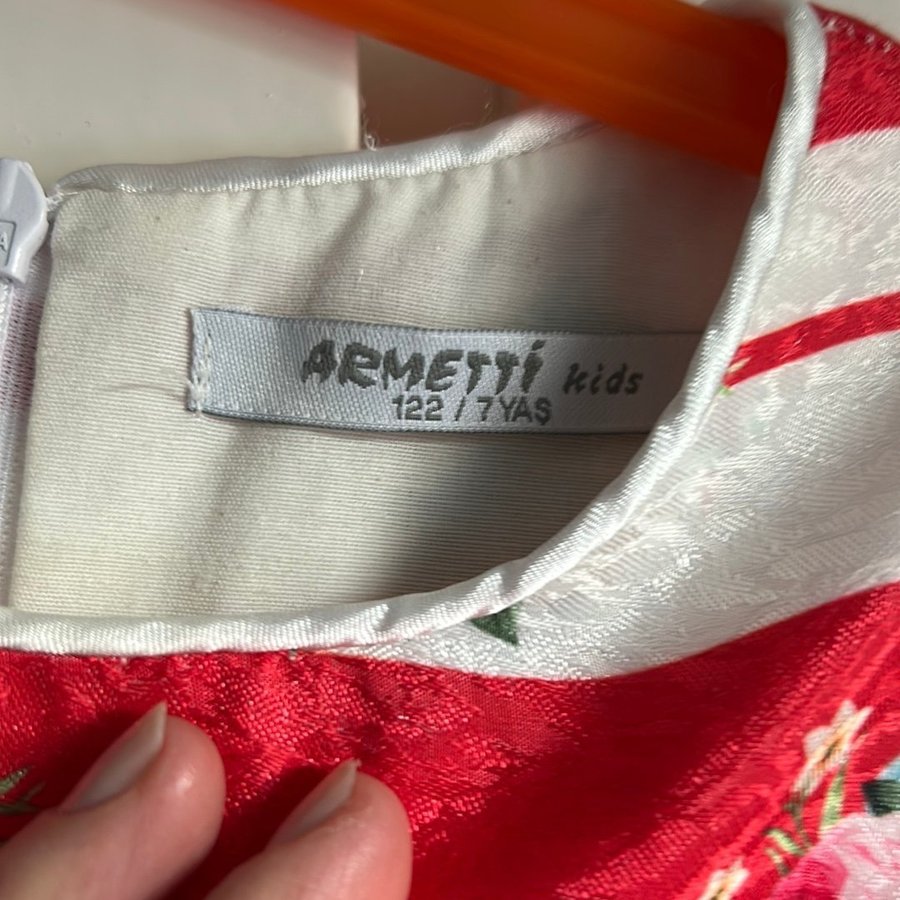 ARMETTİ kids
122 / 7 YAŞ